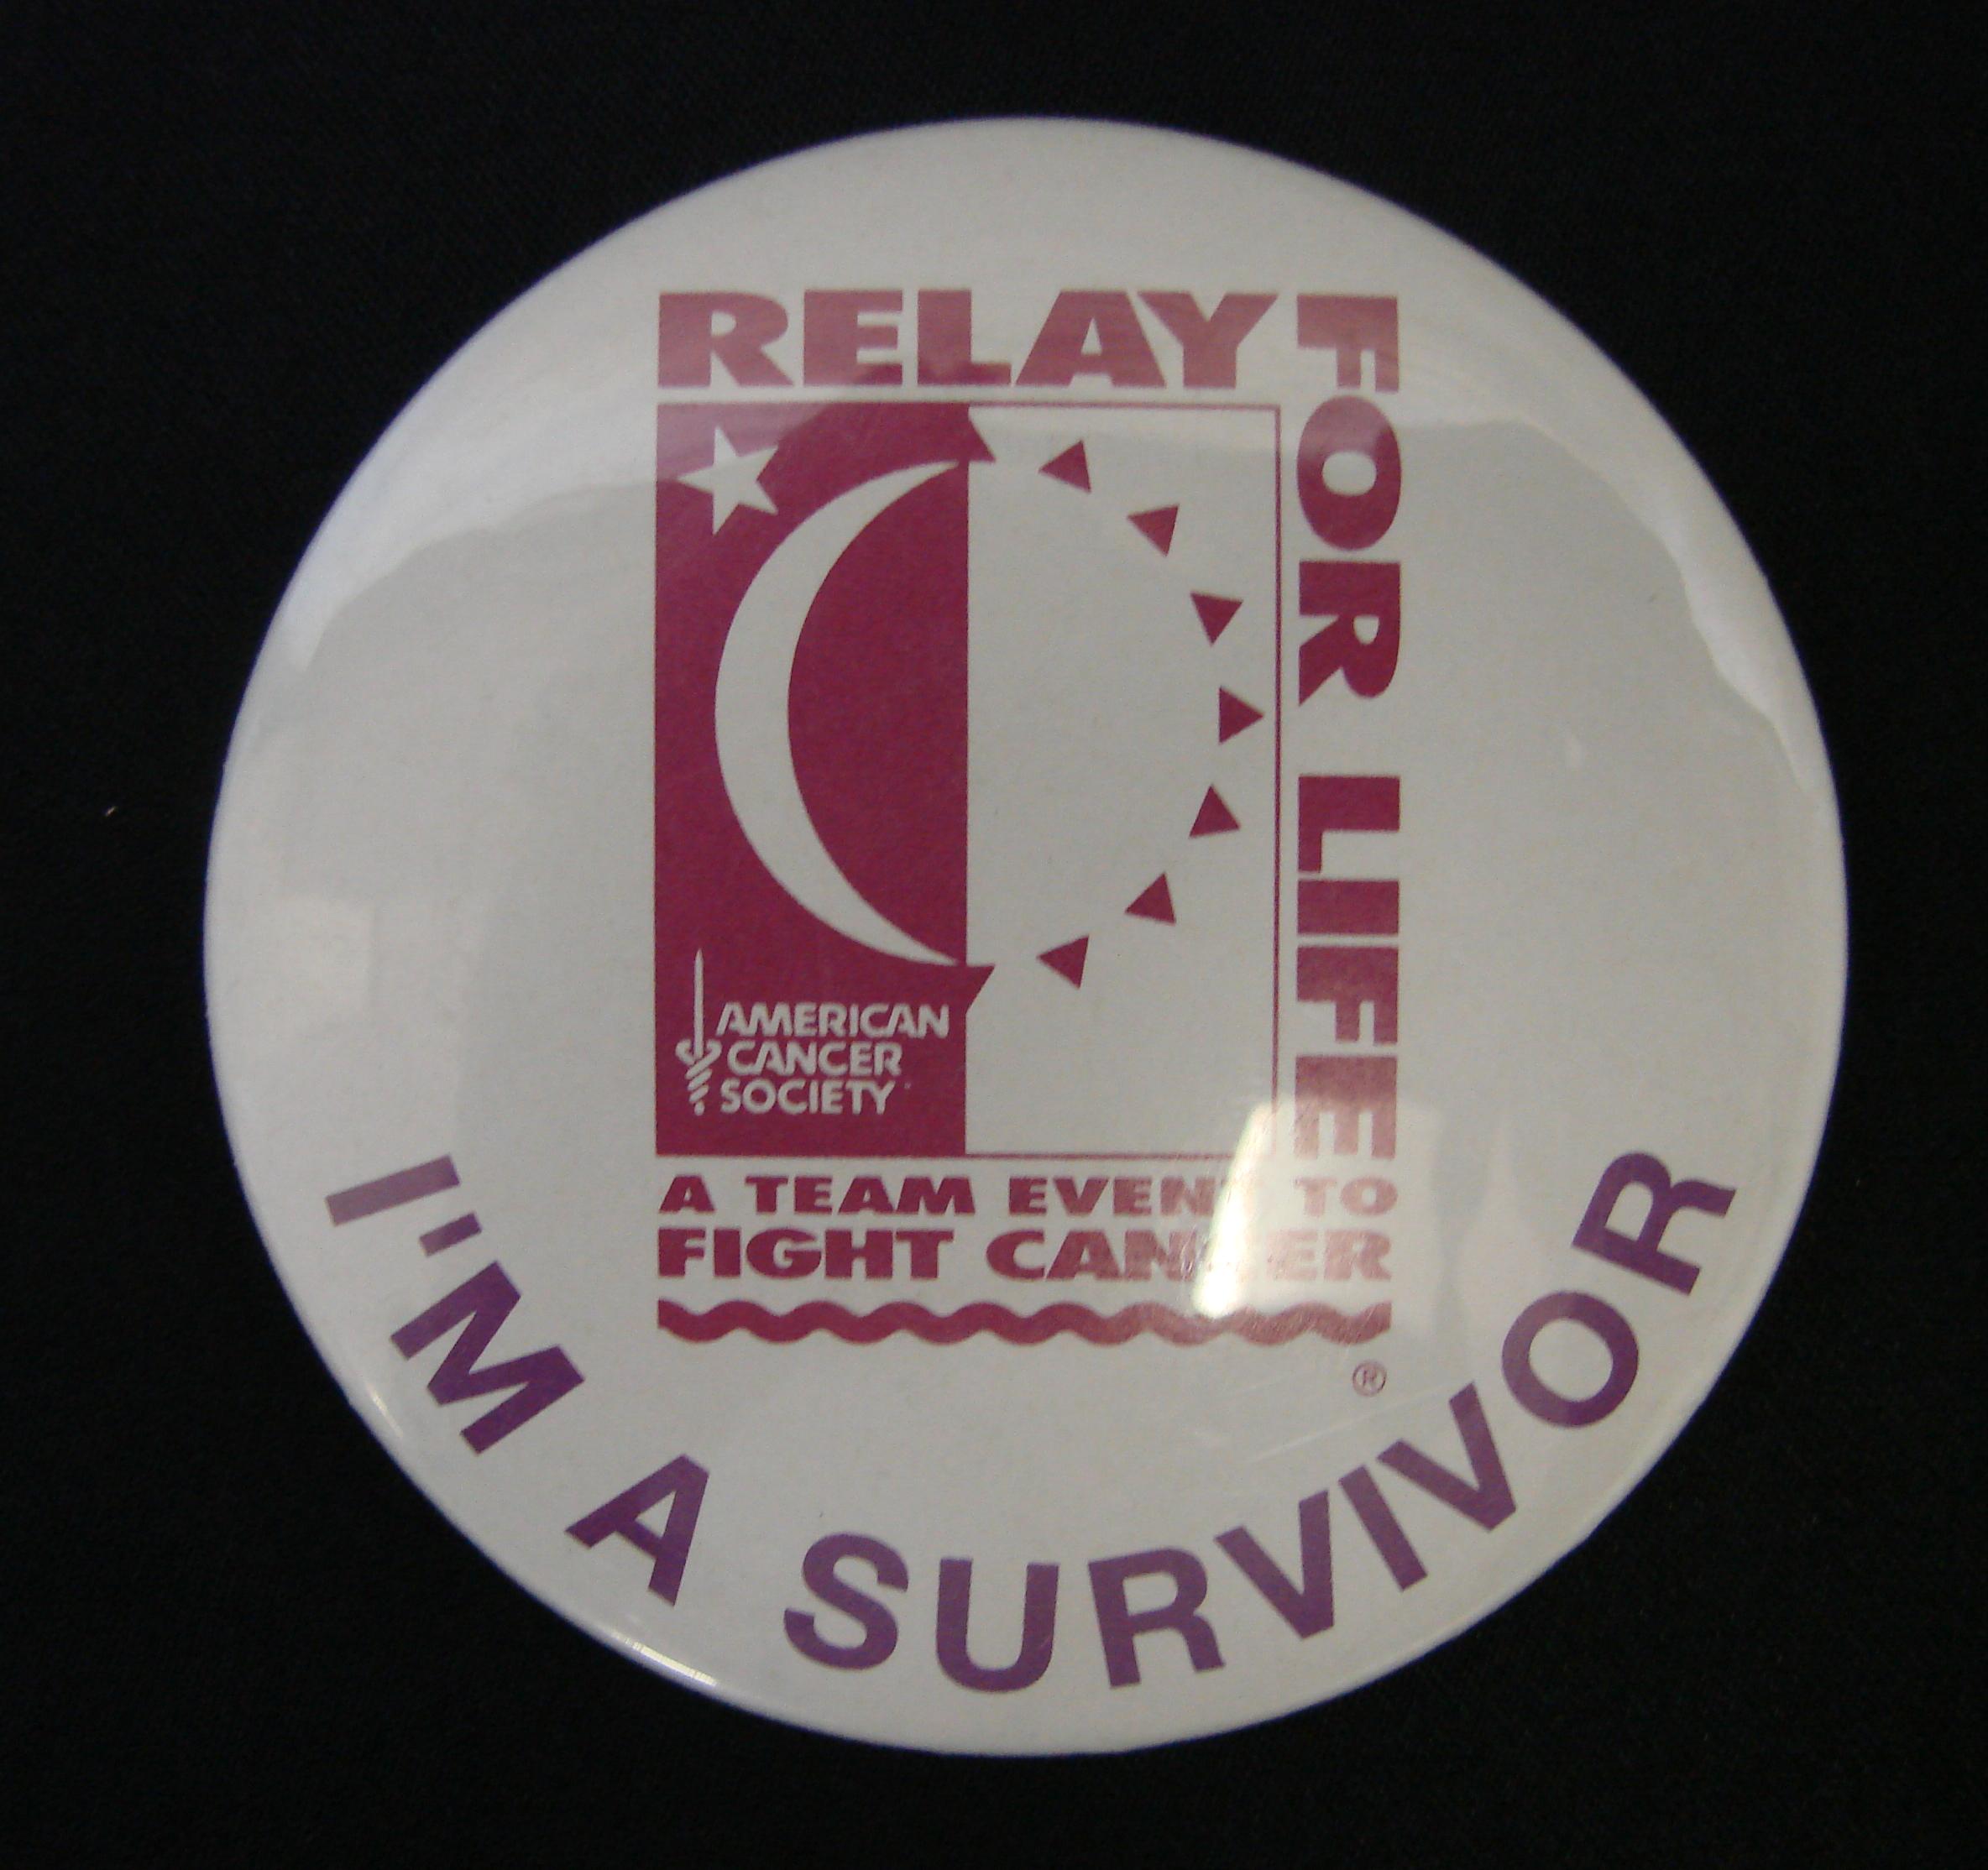 RELAY
FOR LIFE
AMERICAN
CANCER
SOCIETY
A TEAM EVENT TO
FIGHT CANCER
®
I'M A SURVIVOR